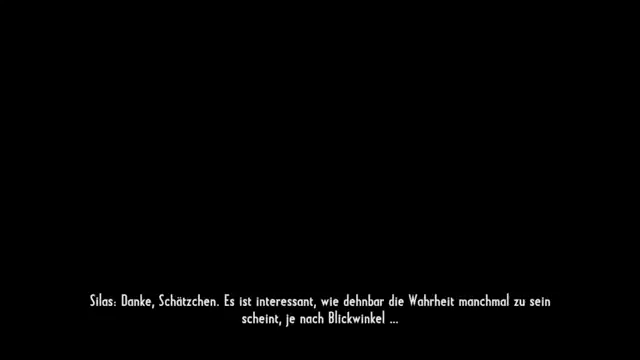 Silas: Danke, Schätzchen. Es ist interessant, wie dehnbar die Wahrheit manchmal zu sein
scheint, je nach Blickwinkel ...